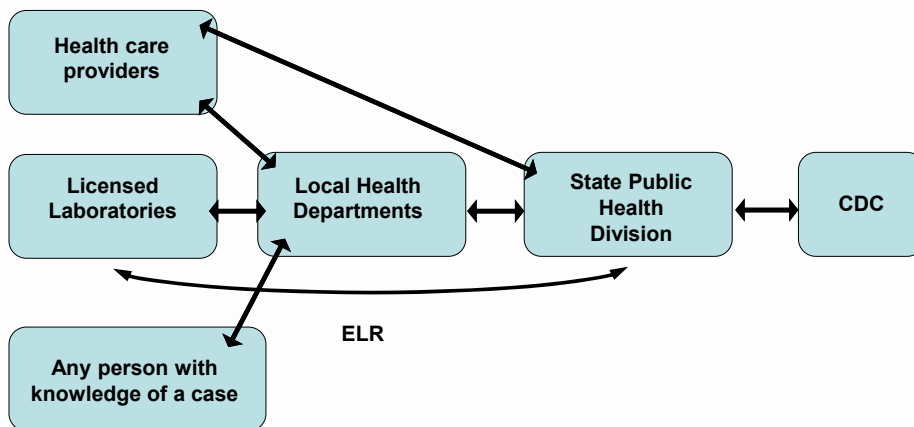 Health care
providers
Licensed
Laboratories
Local Health
Departments
State Public
Health
Division
CDC
ELR
Any person with
knowledge of a case